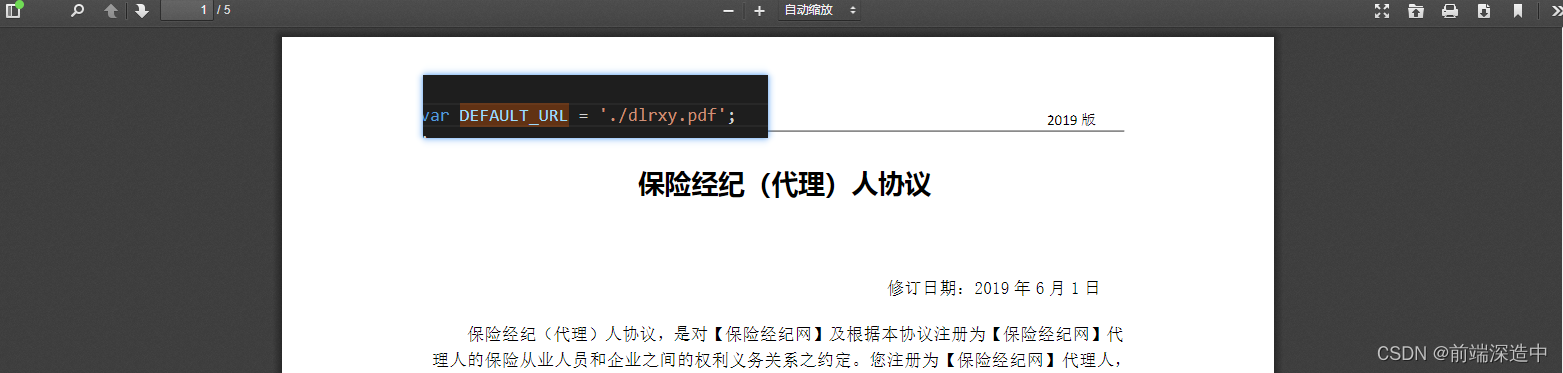 1 / 5
自动缩放
var DEFAULT_URL = './dlrxy.pdf';
2019 版
保险经纪（代理）人协议
修订日期：2019 年 6 月 1 日
保险经纪（代理）人协议，是对【保险经纪网】及根据本协议注册为【保险经纪网】代
理人的保险从业人员和企业之间的权利义务关系之约定。您注册为【保险经纪网】代理人，
CSDN @前端深造中